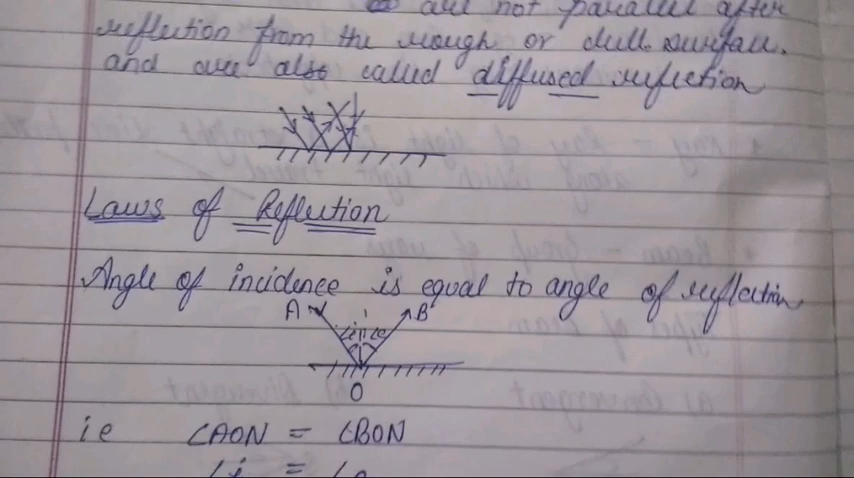 are not parallel after
reflection from the rough or dull surface.
and are also called diffused reflection
Laws of Reflection
Angle of incidence is equal to angle of reflection
A B
O
ie ∠AON = ∠BON
∠i = ∠